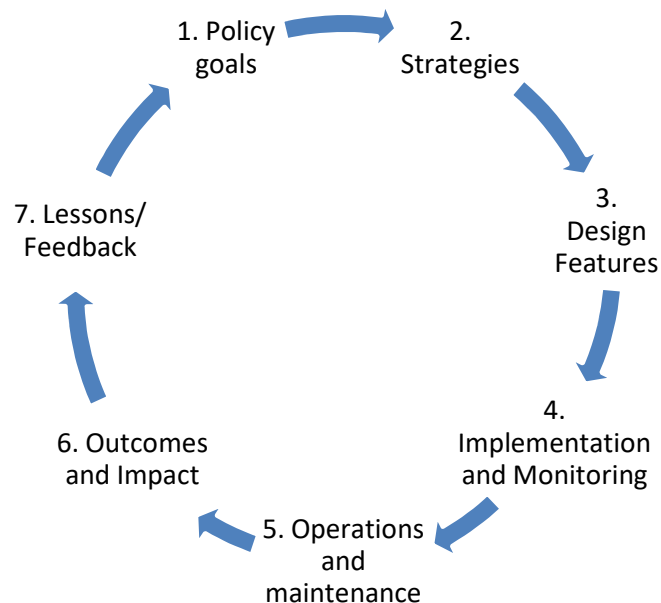 1. Policy
goals
2.
Strategies
3.
Design
Features
4.
Implementation
and Monitoring
5. Operations
and
maintenance
6. Outcomes
and Impact
7. Lessons/
Feedback